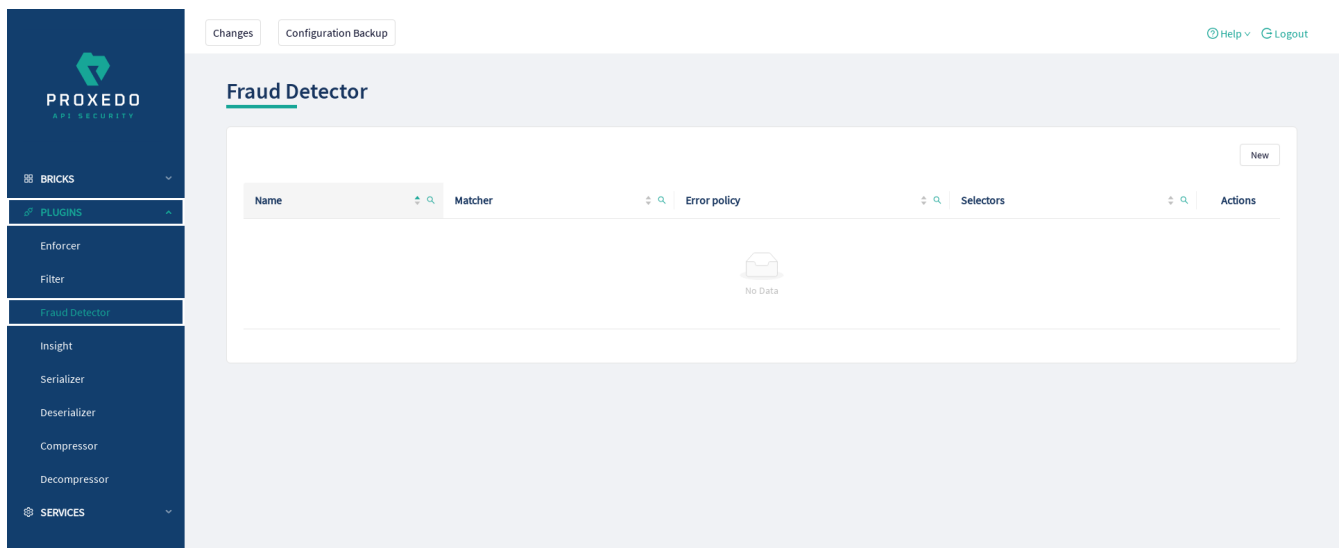 Changes
Configuration Backup
Help
Logout
PROXEDO
API SECURITY
BRICKS
PLUGINS
Enforcer
Filter
Fraud Detector
Insight
Serializer
Deserializer
Compressor
Decompressor
SERVICES
Fraud Detector
New
Name Matcher Error policy Selectors Actions
No Data